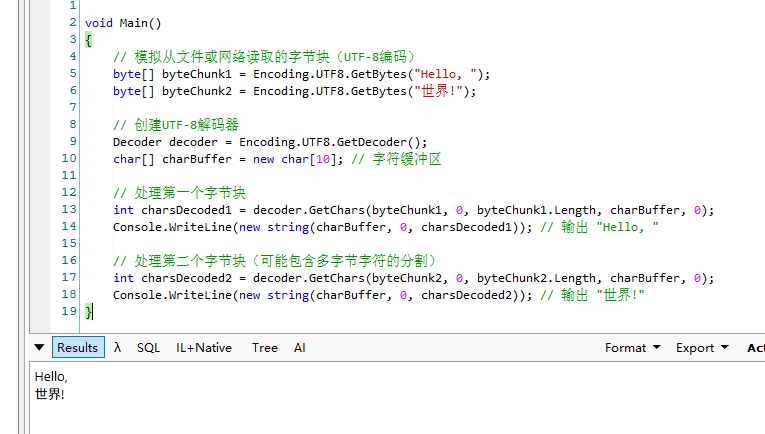 1
2 void Main()
3 {
4 // 模拟从文件或网络读取的字节块（UTF-8编码）
5 byte[] byteChunk1 = Encoding.UTF8.GetBytes("Hello, ");
6 byte[] byteChunk2 = Encoding.UTF8.GetBytes("世界!");
7
8 // 创建UTF-8解码器
9 Decoder decoder = Encoding.UTF8.GetDecoder();
10 char[] charBuffer = new char[10]; // 字符缓冲区
11
12 // 处理第一个字节块
13 int charsDecoded1 = decoder.GetChars(byteChunk1, 0, byteChunk1.Length, charBuffer, 0);
14 Console.WriteLine(new string(charBuffer, 0, charsDecoded1)); // 输出 "Hello, "
15
16 // 处理第二个字节块（可能包含多字节字符的分割）
17 int charsDecoded2 = decoder.GetChars(byteChunk2, 0, byteChunk2.Length, charBuffer, 0);
18 Console.WriteLine(new string(charBuffer, 0, charsDecoded2)); // 输出 "世界!"
19 }
Results λ SQL IL+Native Tree AI Format Export Act
Hello,
世界!